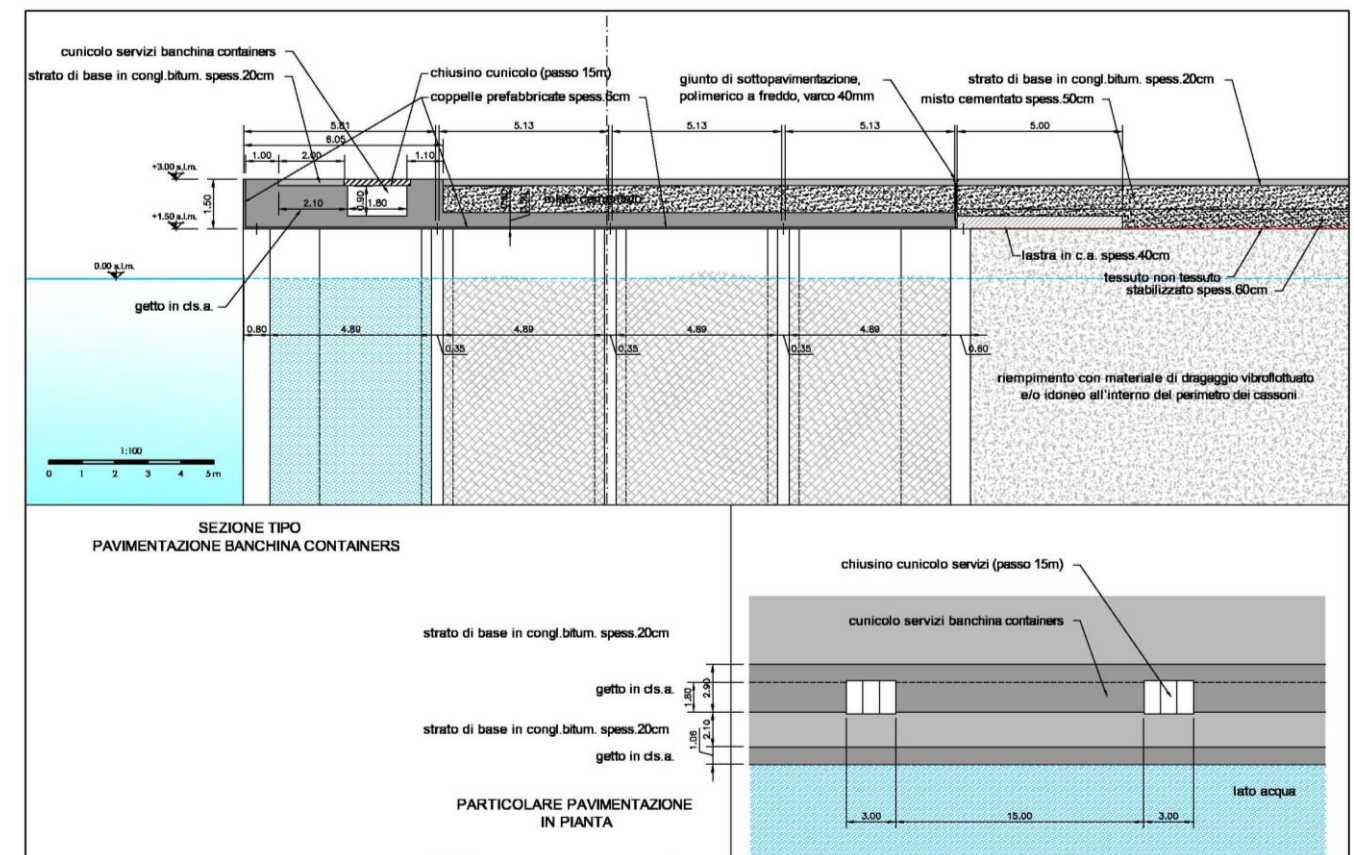 cunicolo servizi banchina containers
strato di base in congl.bitum. spess.20cm
chiusino cunicolo (passo 15m)
coppelle prefabbricate spess.6cm
giunto di sottopavimentazione,
polimerico a freddo, varco 40mm
strato di base in congl.bitum. spess.20cm
misto cementato spess.50cm
5.81
5.13
5.13
5.13
5.00
6.05
1.00
2.00
1.10
+3.00 s.l.m.
1.50
2.10
0.90
1.80
misto cementato
+1.50 s.l.m.
lastra in c.a. spess.40cm
0.00 s.l.m.
tessuto non tessuto
stabilizzato spess.60cm
getto in cls.a.
0.80
4.89
4.89
4.89
4.89
0.35
0.35
0.35
0.60
riempimento con materiale di dragaggio vibroflottuato
e/o idoneo all'interno del perimetro dei cassoni
1:100
0 1 2 3 4 5 m
SEZIONE TIPO
PAVIMENTAZIONE BANCHINA CONTAINERS
chiusino cunicolo servizi (passo 15m)
cunicolo servizi banchina containers
strato di base in congl.bitum. spess.20cm
getto in cls.a.
1.80
2.90
strato di base in congl.bitum. spess.20cm
2.10
1.06
getto in cls.a.
lato acqua
PARTICOLARE PAVIMENTAZIONE
IN PIANTA
3.00
15.00
3.00